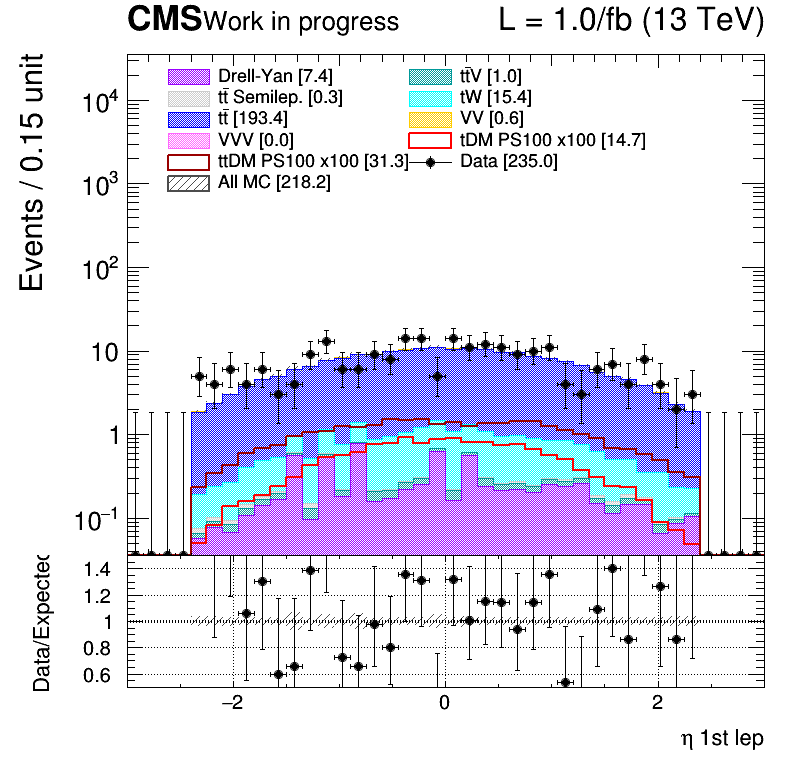 CMS Work in progress L = 1.0/fb (13 TeV)
Events / 0.15 unit
Drell-Yan [7.4] tt̄V [1.0]
tt̄ Semilep. [0.3] tW [15.4]
tt̄ [193.4] VV [0.6]
VVV [0.0] tDM PS100 x100 [14.7]
ttDM PS100 x100 [31.3] Data [235.0]
All MC [218.2]
10⁴
10³
10²
10
1
10⁻¹
Data/Expected
1.4
1.2
1
0.8
0.6
−2 0 2
η 1st lep